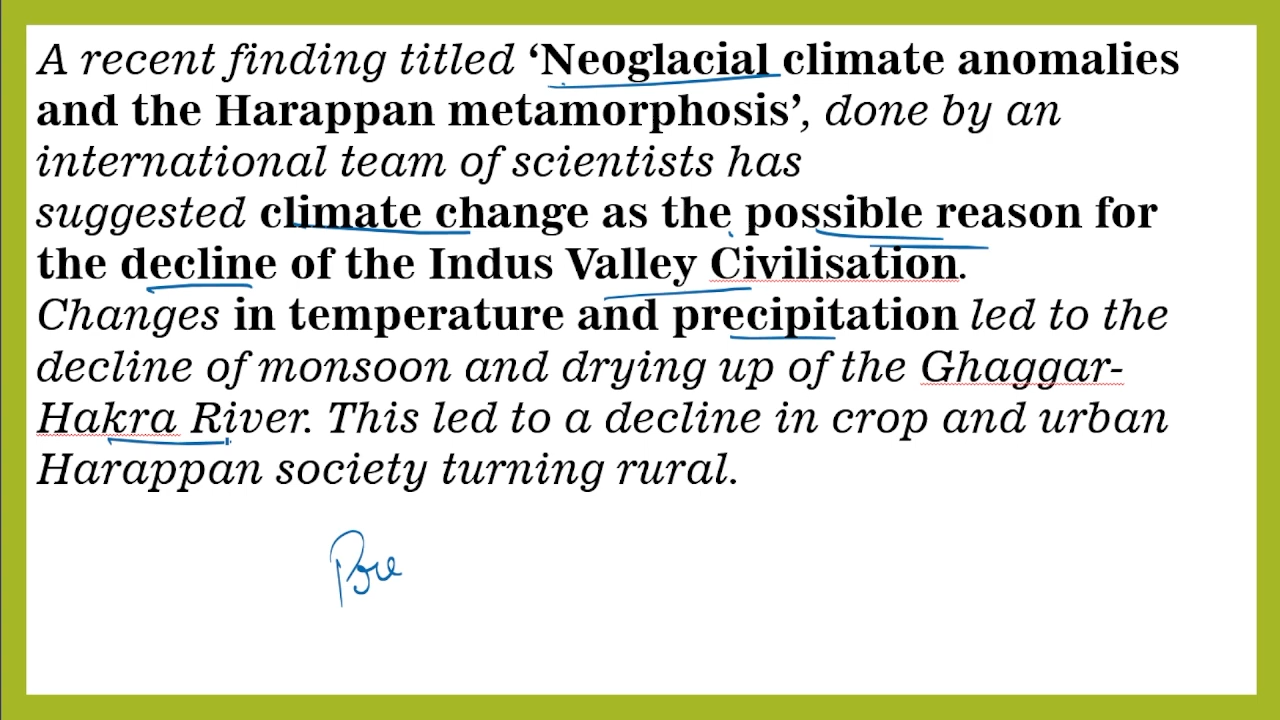 A recent finding titled ‘Neoglacial climate anomalies
and the Harappan metamorphosis’, done by an
international team of scientists has
suggested climate change as the possible reason for
the decline of the Indus Valley Civilisation.
Changes in temperature and precipitation led to the
decline of monsoon and drying up of the Ghaggar-
Hakra River. This led to a decline in crop and urban
Harappan society turning rural.
Pre